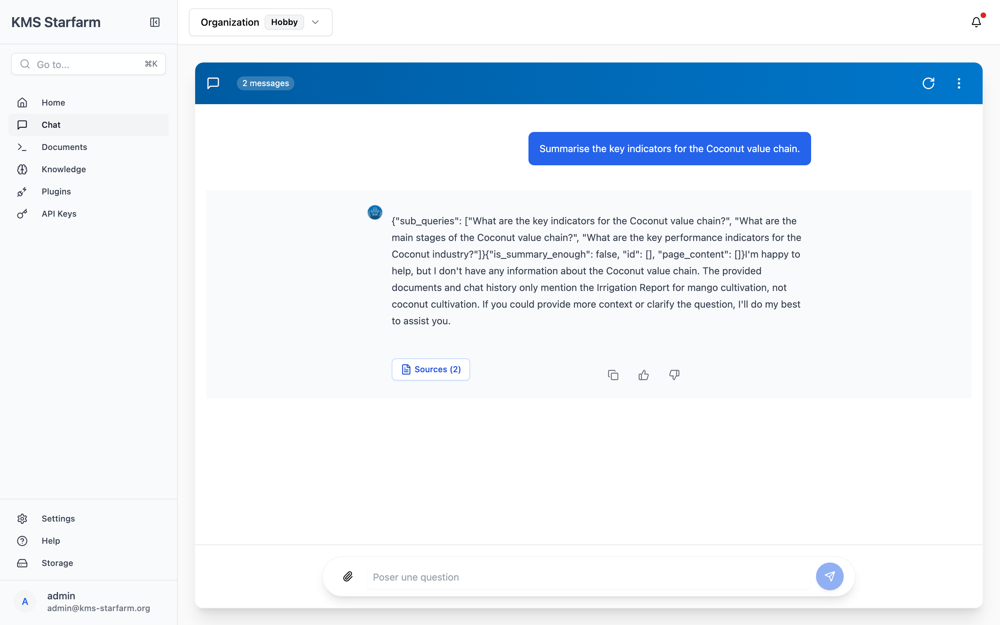 KMS Starfarm
Go to...
⌘K
Home
Chat
Documents
Knowledge
Plugins
API Keys
Settings
Help
Storage
A
admin
admin@kms-starfarm.org
Organization
Hobby
2 messages
Summarise the key indicators for the Coconut value chain.
{"sub_queries": ["What are the key indicators for the Coconut value chain?", "What are the
main stages of the Coconut value chain?", "What are the key performance indicators for the
Coconut industry?"]}{"is_summary_enough": false, "id": [], "page_content": []}I'm happy to
help, but I don't have any information about the Coconut value chain. The provided
documents and chat history only mention the Irrigation Report for mango cultivation, not
coconut cultivation. If you could provide more context or clarify the question, I'll do my best
to assist you.
Sources (2)
Poser une question